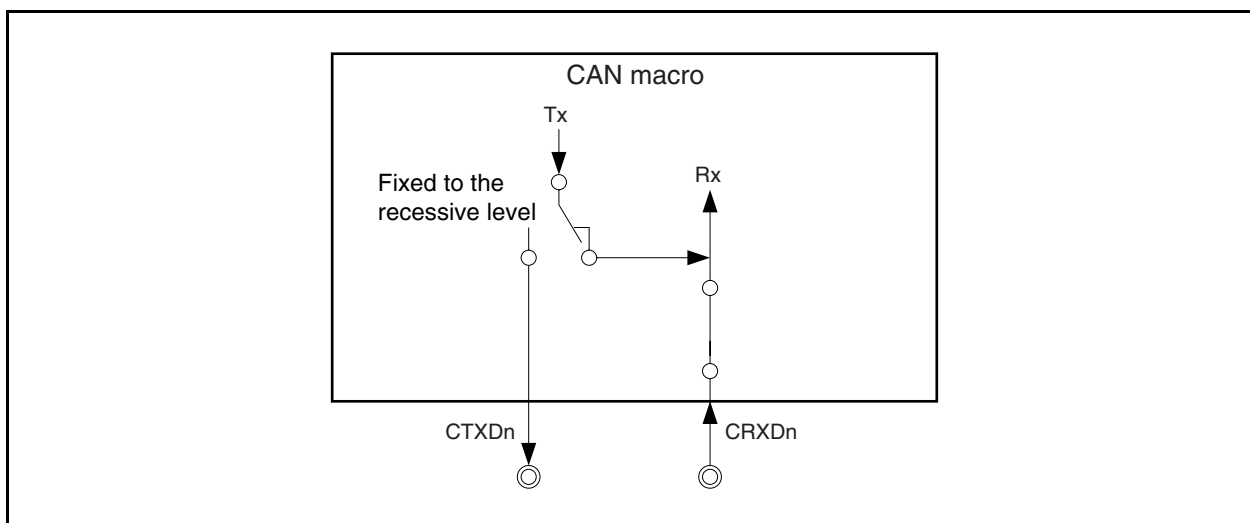 CAN macro
Tx
Rx
Fixed to the
recessive level
CTXDn
CRXDn